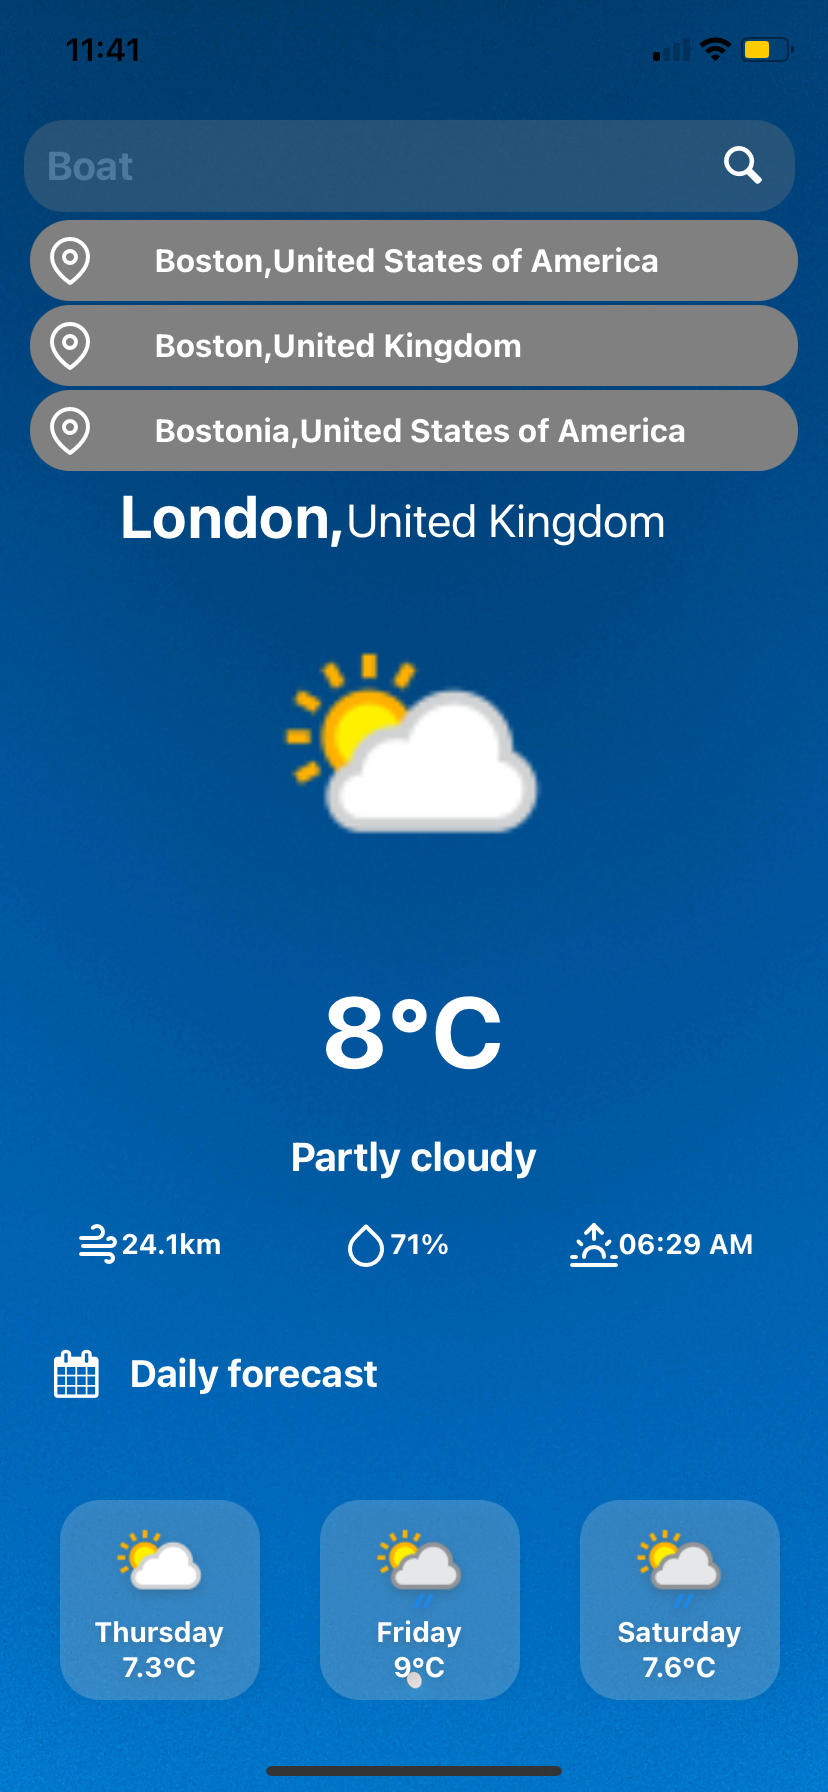 11:41
Boat
Boston,United States of America
Boston,United Kingdom
Bostonia,United States of America
London,United Kingdom
8°C
Partly cloudy
24.1km 71% 06:29 AM
Daily forecast
Thursday Friday Saturday
7.3°C 9°C 7.6°C